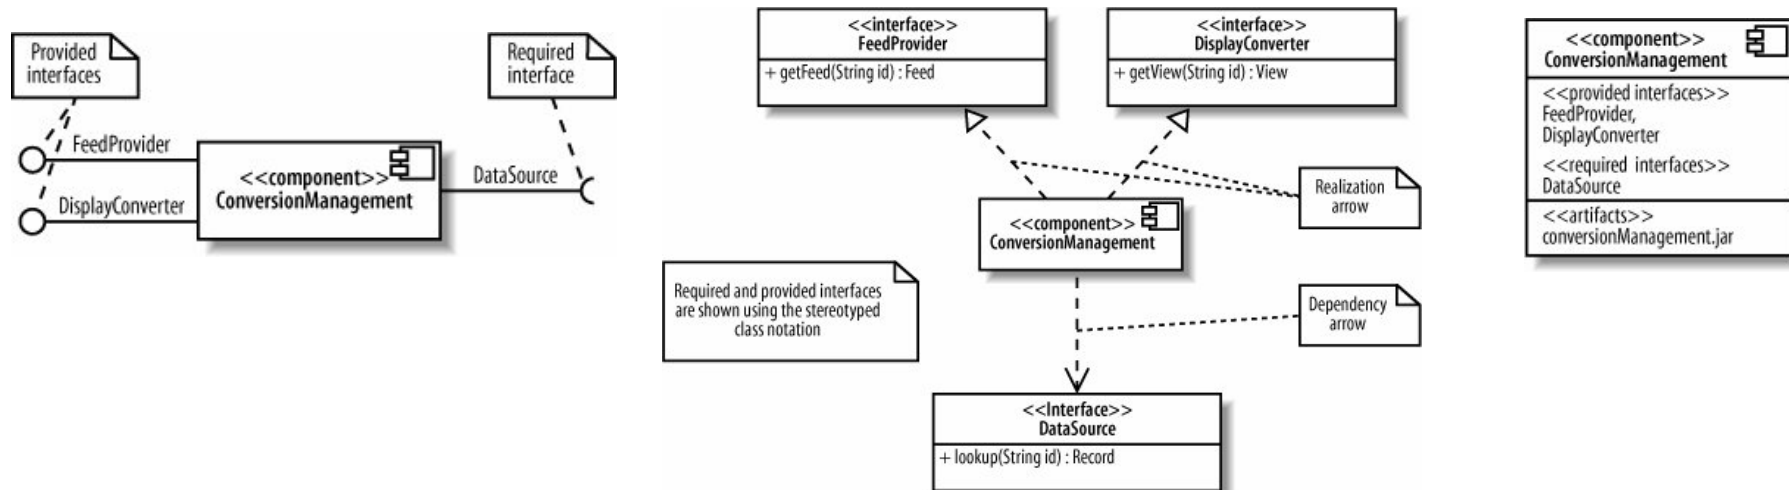 Provided
interfaces
Required
interface
FeedProvider
DisplayConverter
<<component>>
ConversionManagement
DataSource
<<interface>>
FeedProvider
+ getFeed(String id) : Feed
<<interface>>
DisplayConverter
+ getView(String id) : View
Realization
arrow
<<component>>
ConversionManagement
Required and provided interfaces
are shown using the stereotyped
class notation
Dependency
arrow
<<Interface>>
DataSource
+ lookup(String id) : Record
<<component>>
ConversionManagement
<<provided interfaces>>
FeedProvider,
DisplayConverter
<<required interfaces>>
DataSource
<<artifacts>>
conversionManagement.jar